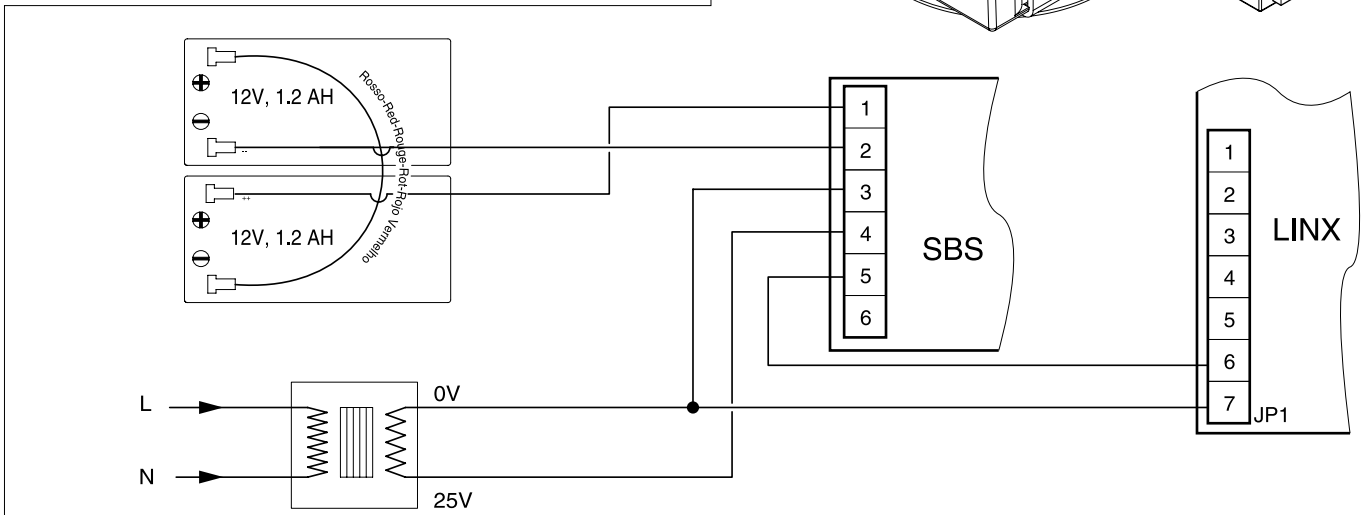 12V, 1.2 AH
--
Rosso-Red-Rouge-Rot-Rojo Vermelho
++
12V, 1.2 AH
1
2
3
4
5
6
SBS
1
2
3
4
5
6
7
LINX
JP1
L
N
0V
25V